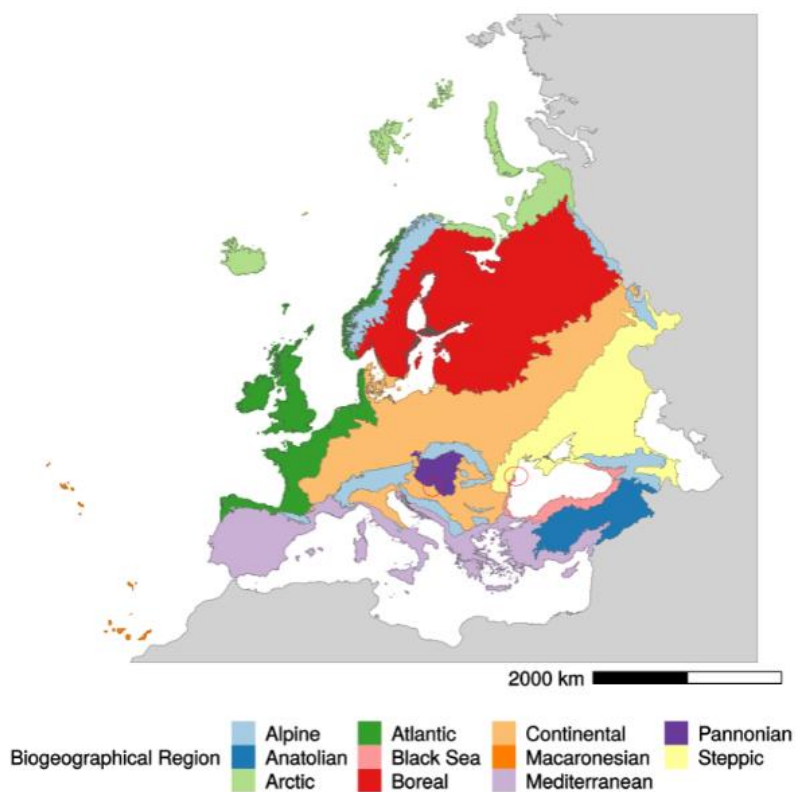 2000 km
Alpine Atlantic Continental Pannonian
Biogeographical Region Anatolian Black Sea Macaronesian Steppic
Arctic Boreal Mediterranean